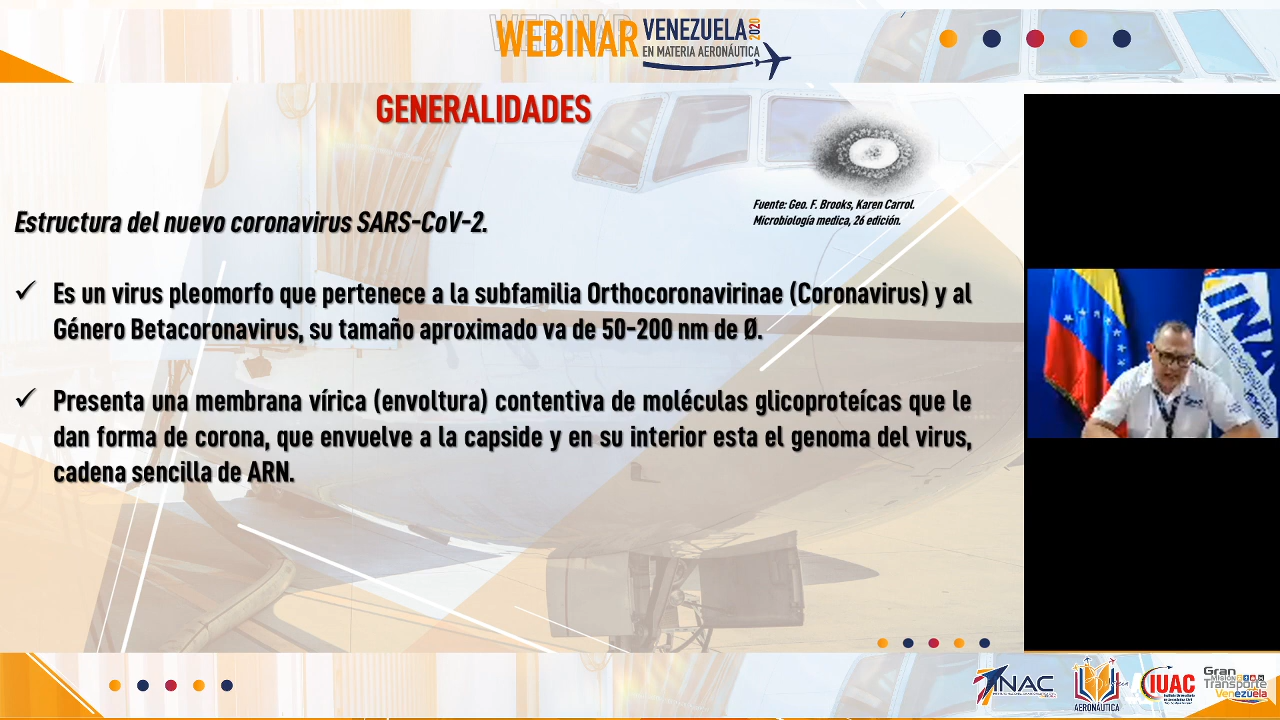 WEBINAR
VENEZUELA 2020
EN MATERIA AERONÁUTICA
GENERALIDADES
Fuente: Geo. F. Brooks, Karen Carrol.
Microbiología medica, 26 edición.
Estructura del nuevo coronavirus SARS-CoV-2.
✓ Es un virus pleomorfo que pertenece a la subfamilia Orthocoronavirinae (Coronavirus) y al
Género Betacoronavirus, su tamaño aproximado va de 50-200 nm de Ø.
✓ Presenta una membrana vírica (envoltura) contentiva de moléculas glicoproteícas que le
dan forma de corona, que envuelve a la capside y en su interior esta el genoma del virus,
cadena sencilla de ARN.
INAC
AERONÁUTICA
IUAC
Gran
Misión
Transporte
Venezuela